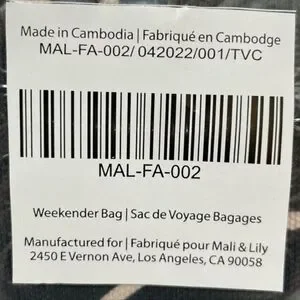 Made in Cambodia | Fabriqué en Cambodge
MAL-FA-002/ 042022/001/TVC
MAL-FA-002
Weekender Bag | Sac de Voyage Bagages
Manufactured for | Fabriqué pour Mali & Lily
2450 E Vernon Ave, Los Angeles, CA 90058